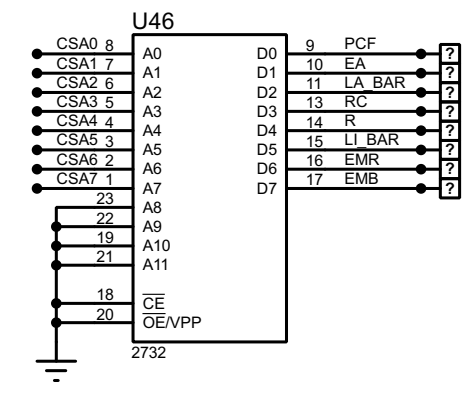 U46
CSA0 8 A0 D0 9 PCF ?
CSA1 7 A1 D1 10 EA ?
CSA2 6 A2 D2 11 LA_BAR ?
CSA3 5 A3 D3 13 RC ?
CSA4 4 A4 D4 14 R ?
CSA5 3 A5 D5 15 LI_BAR ?
CSA6 2 A6 D6 16 EMR ?
CSA7 1 A7 D7 17 EMB ?
23 A8
22 A9
19 A10
21 A11
18 CE
20 OE/VPP
2732